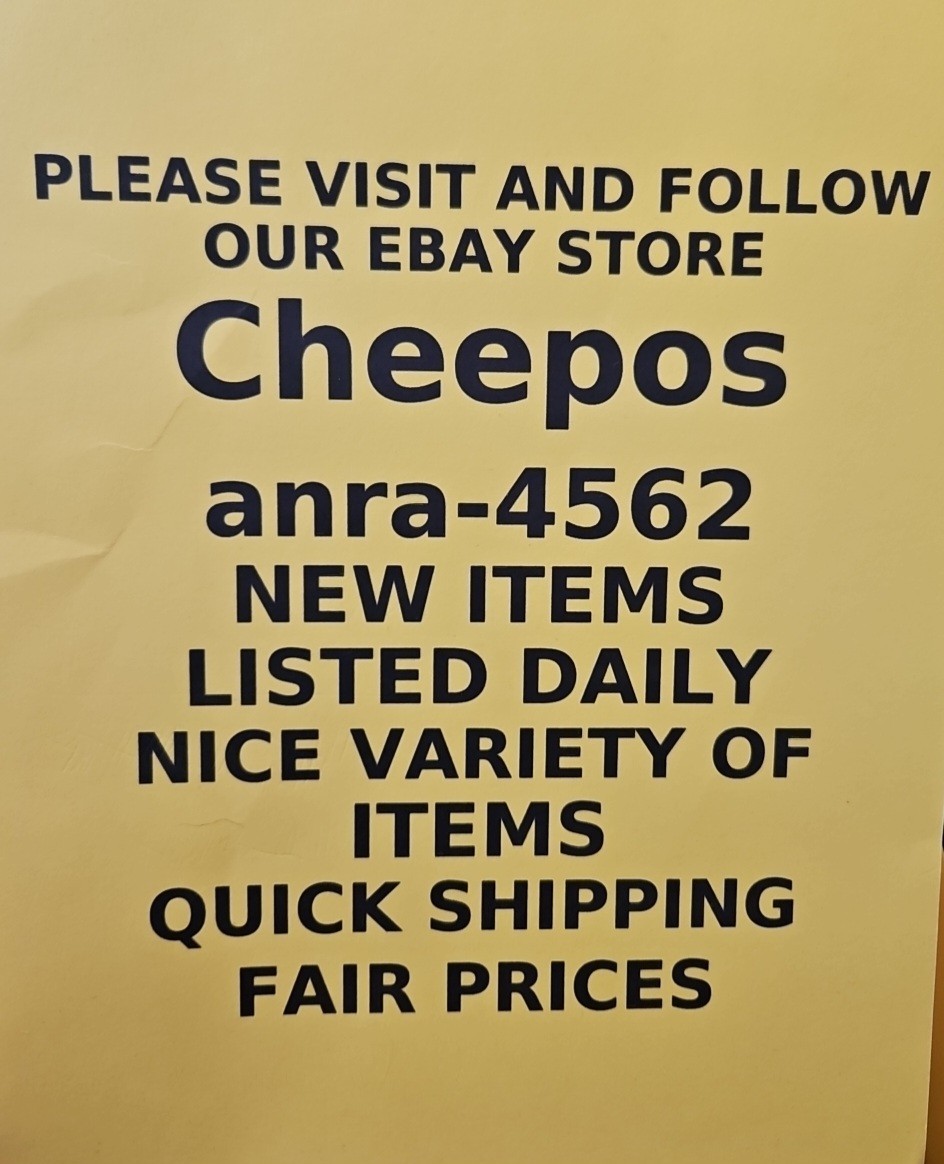 PLEASE VISIT AND FOLLOW
OUR EBAY STORE
Cheepos
anra-4562
NEW ITEMS
LISTED DAILY
NICE VARIETY OF
ITEMS
QUICK SHIPPING
FAIR PRICES